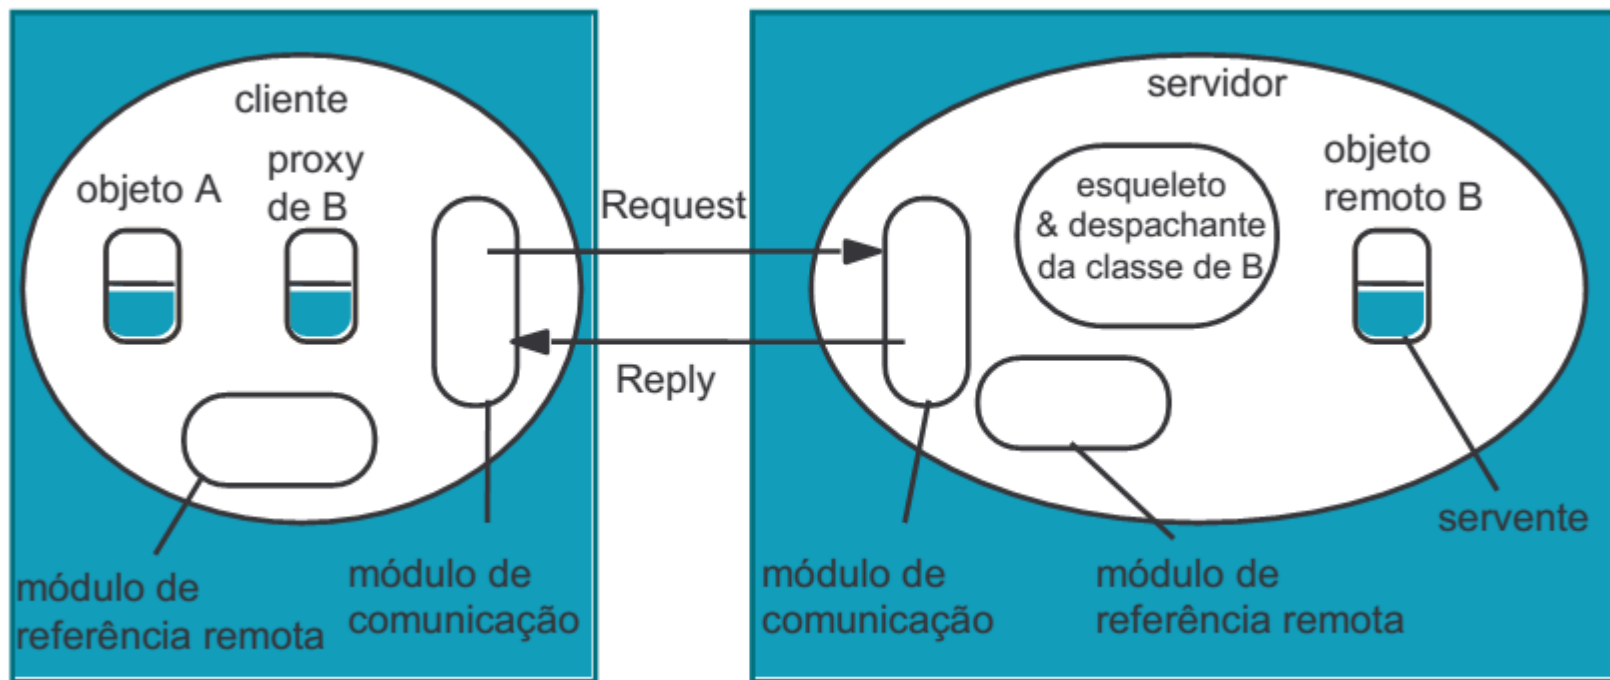 cliente
objeto A
proxy
de B
módulo de
referência remota
módulo de
comunicação
Request
Reply
servidor
esqueleto
& despachante
da classe de B
objeto
remoto B
servente
módulo de
comunicação
módulo de
referência remota